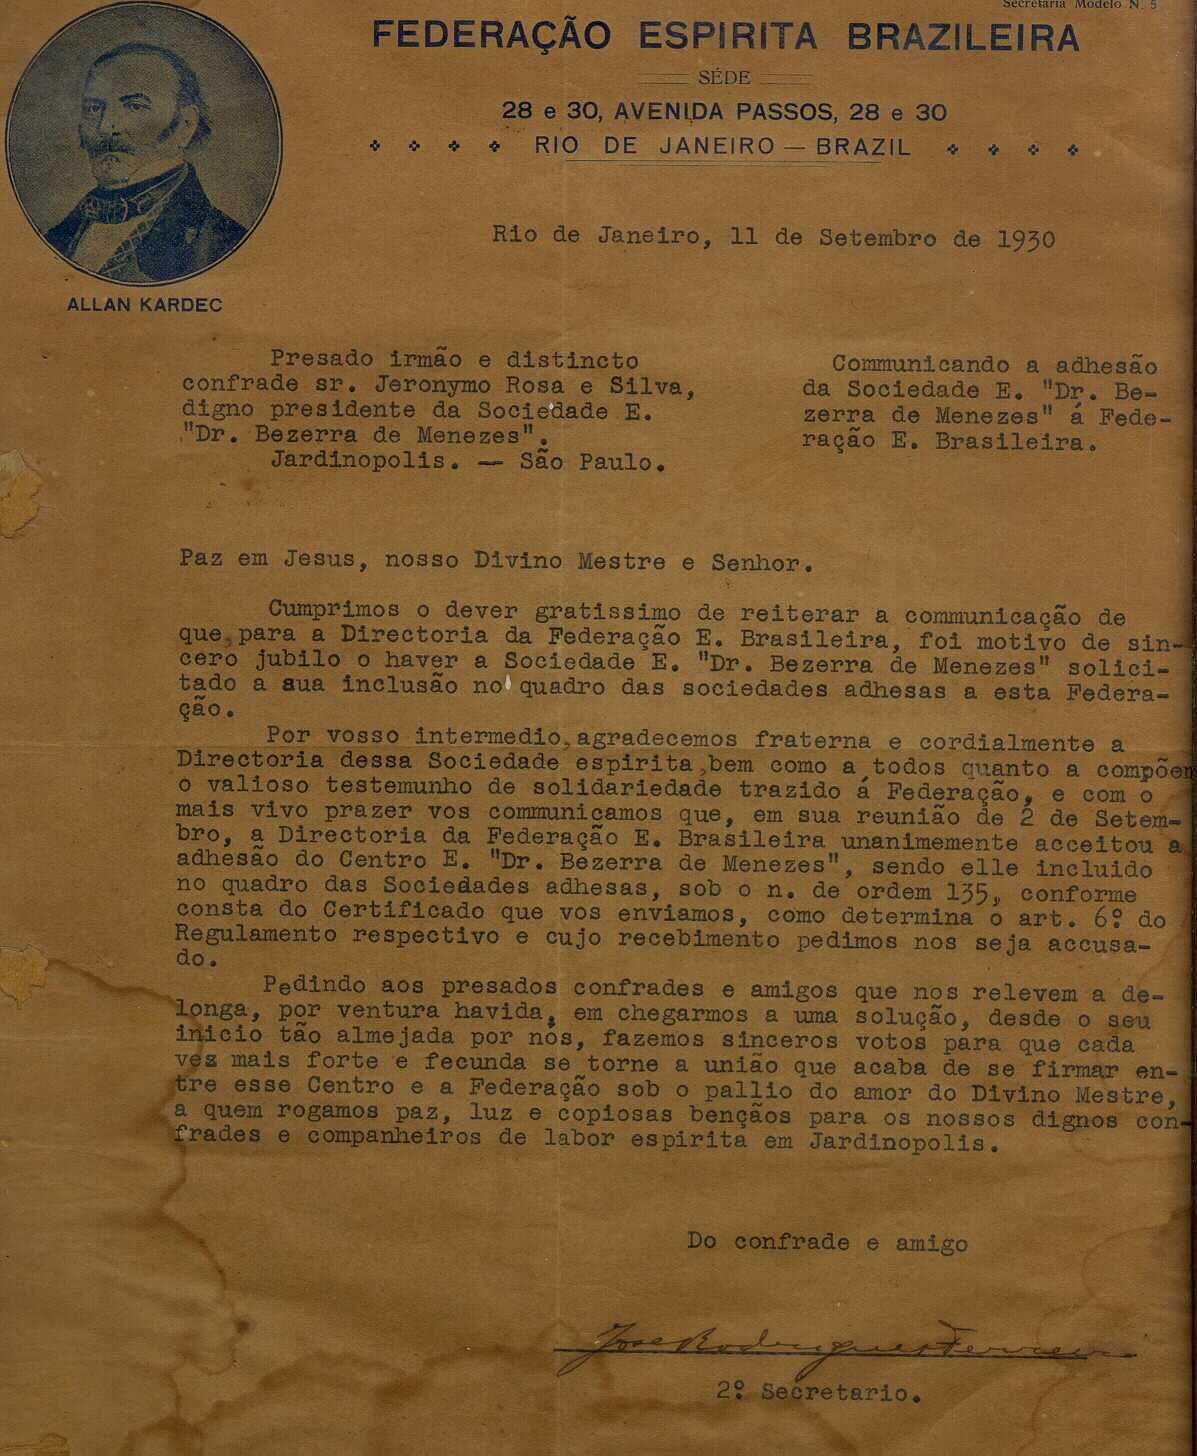 Secretaria Modelo N. 5
FEDERAÇÃO ESPIRITA BRAZILEIRA
SÉDE
28 e 30, AVENIDA PASSOS, 28 e 30
RIO DE JANEIRO — BRAZIL
ALLAN KARDEC
Rio de Janeiro, 11 de Setembro de 1930
Presado irmão e distincto
confrade sr. Jeronymo Rosa e Silva,
digno presidente da Sociedade E.
"Dr. Bezerra de Menezes".
Jardinopolis. — São Paulo.
Communicando a adhesão
da Sociedade E. "Dr. Be-
zerra de Menezes" á Fede-
ração E. Brasileira.
Paz em Jesus, nosso Divino Mestre e Senhor.
Cumprimos o dever gratissimo de reiterar a communicação de
que, para a Directoria da Federação E. Brasileira, foi motivo de sin-
cero jubilo o haver a Sociedade E. "Dr. Bezerra de Menezes" solici-
tado a sua inclusão no quadro das sociedades adhesas a esta Federa-
ção.
Por vosso intermedio, agradecemos fraterna e cordialmente a
Directoria dessa Sociedade espirita, bem como a todos quanto a compõem
o valioso testemunho de solidariedade trazido á Federação, e com o
mais vivo prazer vos communicamos que, em sua reunião de 2 de Setem-
bro, a Directoria da Federação E. Brasileira unanimemente acceitou a
adhesão do Centro E. "Dr. Bezerra de Menezes", sendo elle incluido
no quadro das Sociedades adhesas, sob o n. de ordem 135, conforme
consta do Certificado que vos enviamos, como determina o art. 6º do
Regulamento respectivo e cujo recebimento pedimos nos seja accusa-
do.
Pedindo aos presados confrades e amigos que nos relevem a de-
longa, por ventura havida, em chegarmos a uma solução, desde o seu
inicio tão almejada por nós, fazemos sinceros votos para que cada
vez mais forte e fecunda se torne a união que acaba de se firmar en-
tre esse Centro e a Federação sob o pallio do amor do Divino Mestre,
a quem rogamos paz, luz e copiosas bençãos para os nossos dignos con-
frades e companheiros de labor espirita em Jardinopolis.
Do confrade e amigo
Jose Rodrigues Ferreira
2º Secretario.